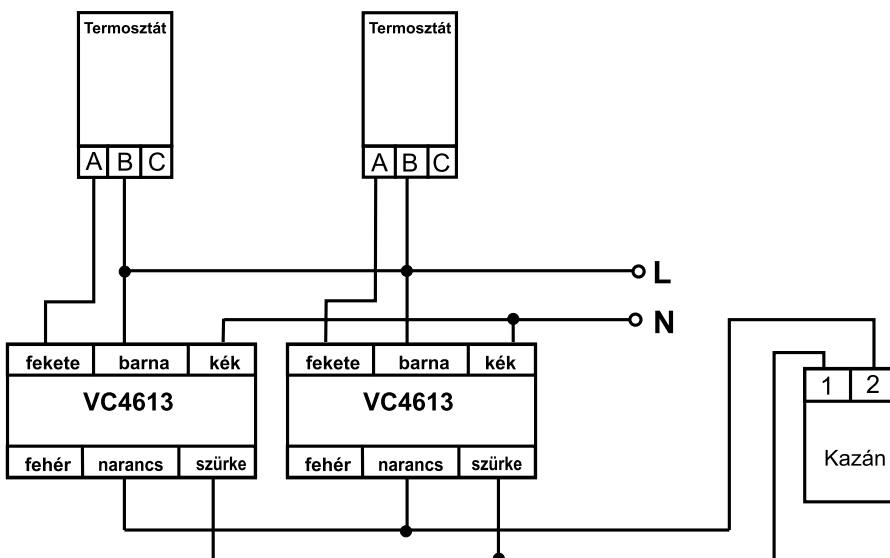 Termosztát
Termosztát
A B C
A B C
L
N
fekete barna kék
fekete barna kék
1 2
VC4613
VC4613
Kazán
fehér narancs szürke
fehér narancs szürke